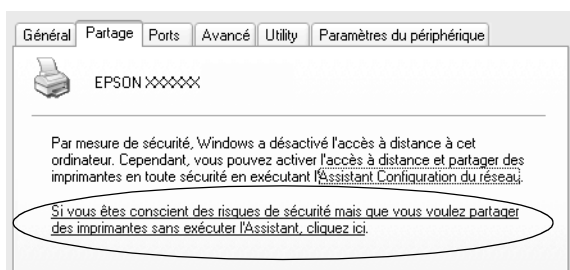 Général Partage Ports Avancé Utility Paramètres du périphérique
EPSON XXXXXX
Par mesure de sécurité, Windows a désactivé l'accès à distance à cet
ordinateur. Cependant, vous pouvez activer l'accès à distance et partager des
imprimantes en toute sécurité en exécutant l'Assistant Configuration du réseau.
Si vous êtes conscient des risques de sécurité mais que vous voulez partager
des imprimantes sans exécuter l'Assistant, cliquez ici.